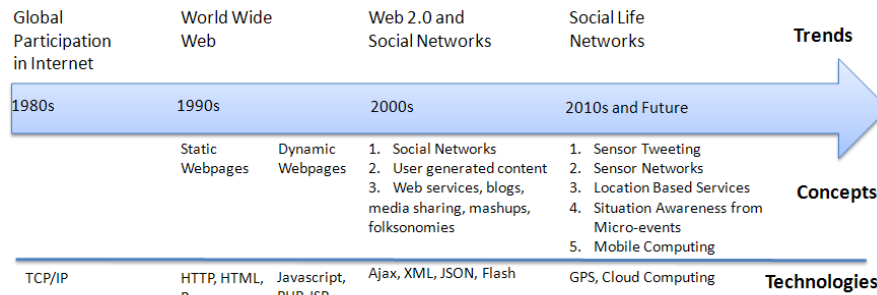 Global
Participation
in Internet
World Wide
Web
Web 2.0 and
Social Networks
Social Life
Networks
Trends
1980s
1990s
2000s
2010s and Future
Static
Webpages
Dynamic
Webpages
1. Social Networks
2. User generated content
3. Web services, blogs,
media sharing, mashups,
folksonomies
1. Sensor Tweeting
2. Sensor Networks
3. Location Based Services
4. Situation Awareness from
Micro-events
5. Mobile Computing
Concepts
TCP/IP
HTTP, HTML,
Javascript,
PHP, JSP
Ajax, XML, JSON, Flash
GPS, Cloud Computing
Technologies